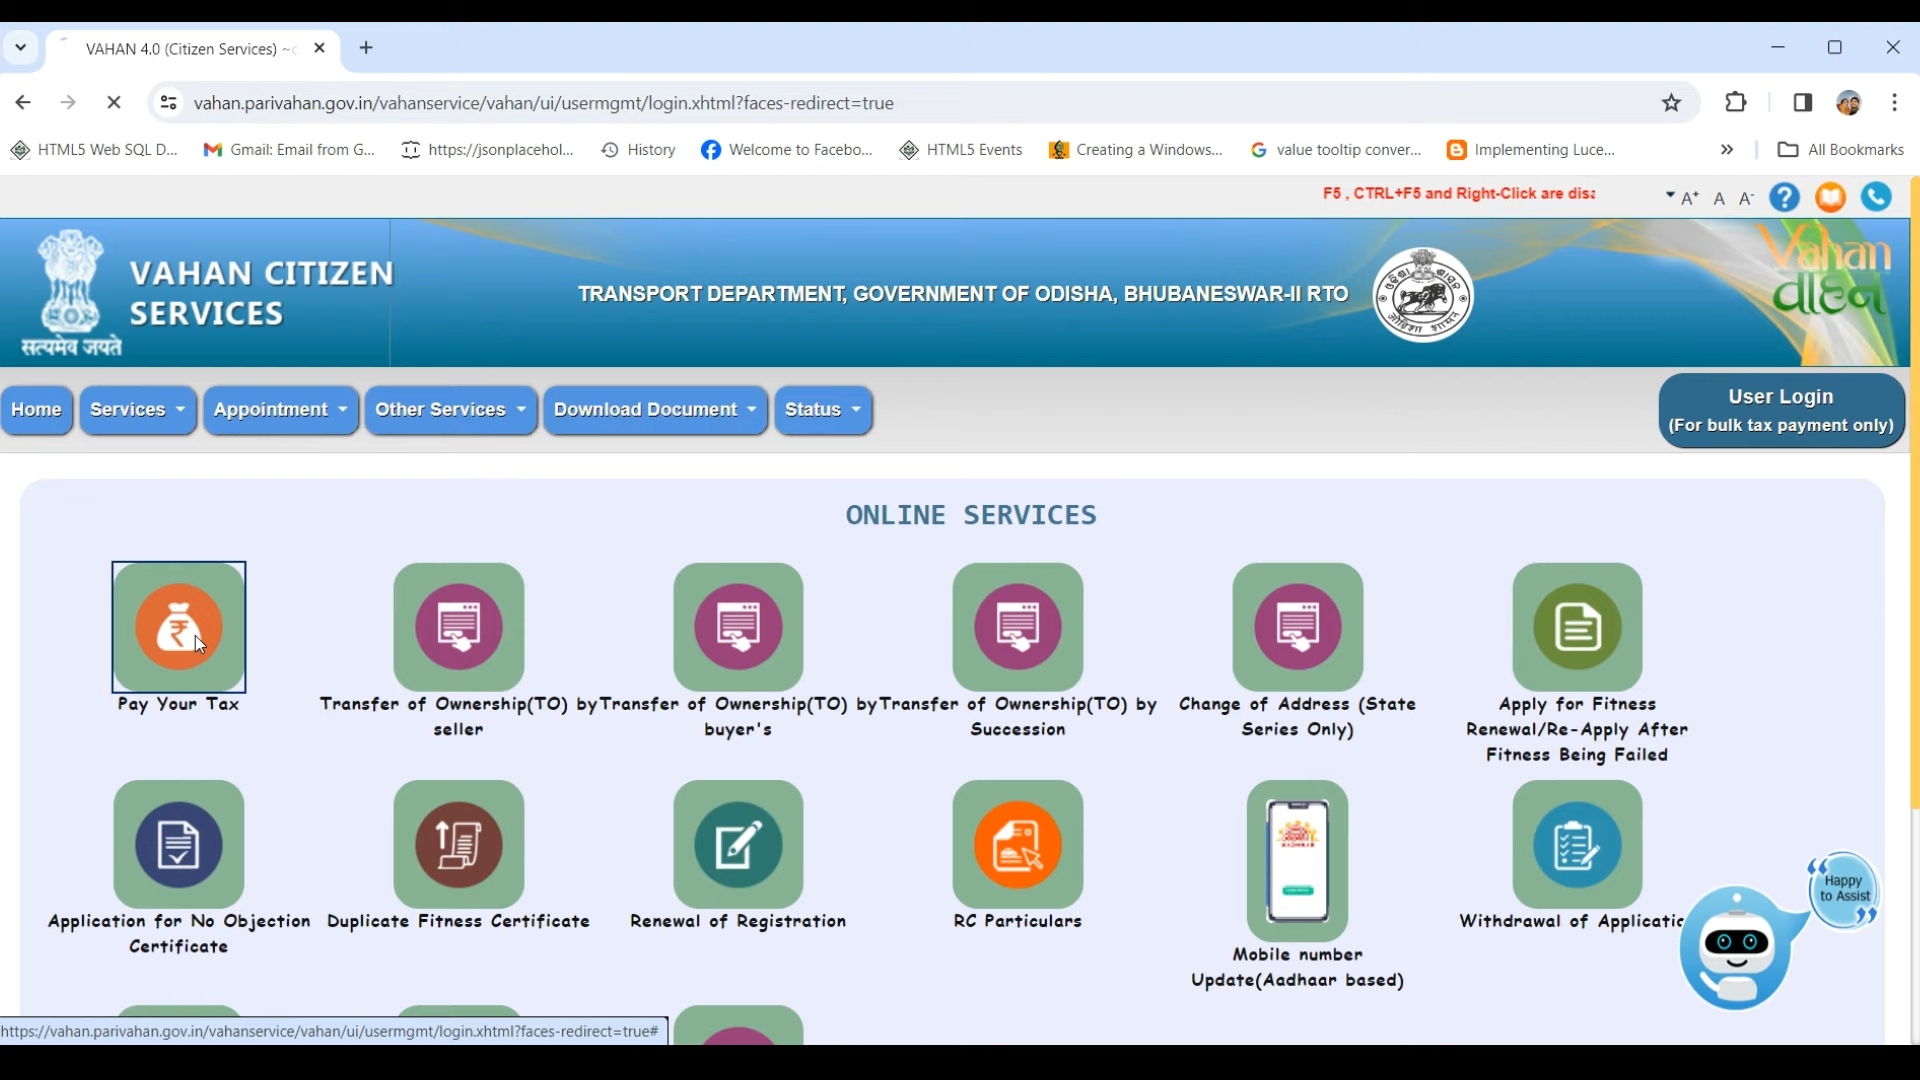 VAHAN 4.0 (Citizen Services) ~
vahan.parivahan.gov.in/vahanservice/vahan/ui/usermgmt/login.xhtml?faces-redirect=true
HTML5 Web SQL D...
Gmail: Email from G...
https://jsonplacehol...
History
Welcome to Facebo...
HTML5 Events
Creating a Windows...
value tooltip conver...
Implementing Luce...
»
All Bookmarks
F5 , CTRL+F5 and Right-Click are disa
A+ A A- ?
VAHAN CITIZEN
SERVICES
सत्यमेव जयते
TRANSPORT DEPARTMENT, GOVERNMENT OF ODISHA, BHUBANESWAR-II RTO
Vahan
वाहन
Home
Services
Appointment
Other Services
Download Document
Status
User Login
(For bulk tax payment only)
ONLINE SERVICES
₹
Pay Your Tax
Transfer of Ownership(TO) by
seller
Transfer of Ownership(TO) by
buyer's
Transfer of Ownership(TO) by
Succession
Change of Address (State
Series Only)
Apply for Fitness
Renewal/Re-Apply After
Fitness Being Failed
Application for No Objection
Certificate
Duplicate Fitness Certificate
Renewal of Registration
RC Particulars
Mobile number
Update(Aadhaar based)
Withdrawal of Applicatio
“Happy
to Assist”
https://vahan.parivahan.gov.in/vahanservice/vahan/ui/usermgmt/login.xhtml?faces-redirect=true#